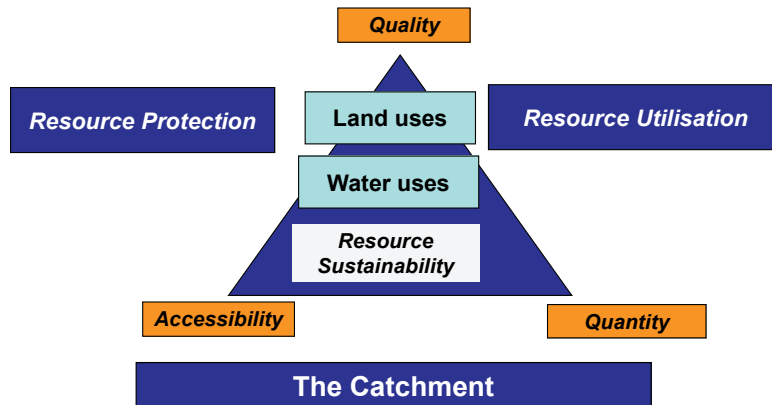 Quality
Resource Protection
Land uses
Resource Utilisation
Water uses
Resource
Sustainability
Accessibility
Quantity
The Catchment